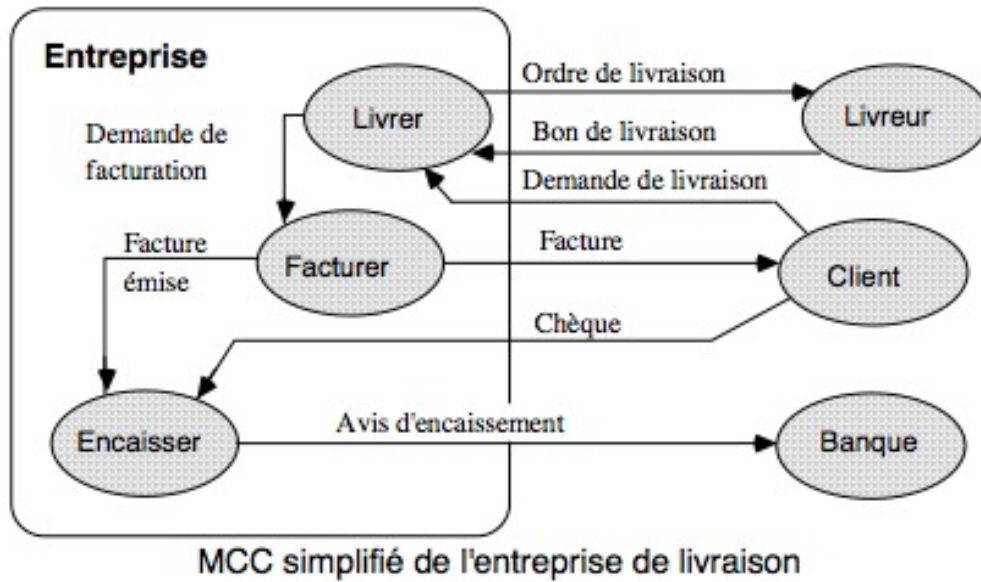 Entreprise
Ordre de livraison
Livrer
Livreur
Demande de
facturation
Bon de livraison
Demande de livraison
Facture
émise
Facturer
Facture
Client
Chèque
Encaisser
Avis d'encaissement
Banque
MCC simplifié de l'entreprise de livraison